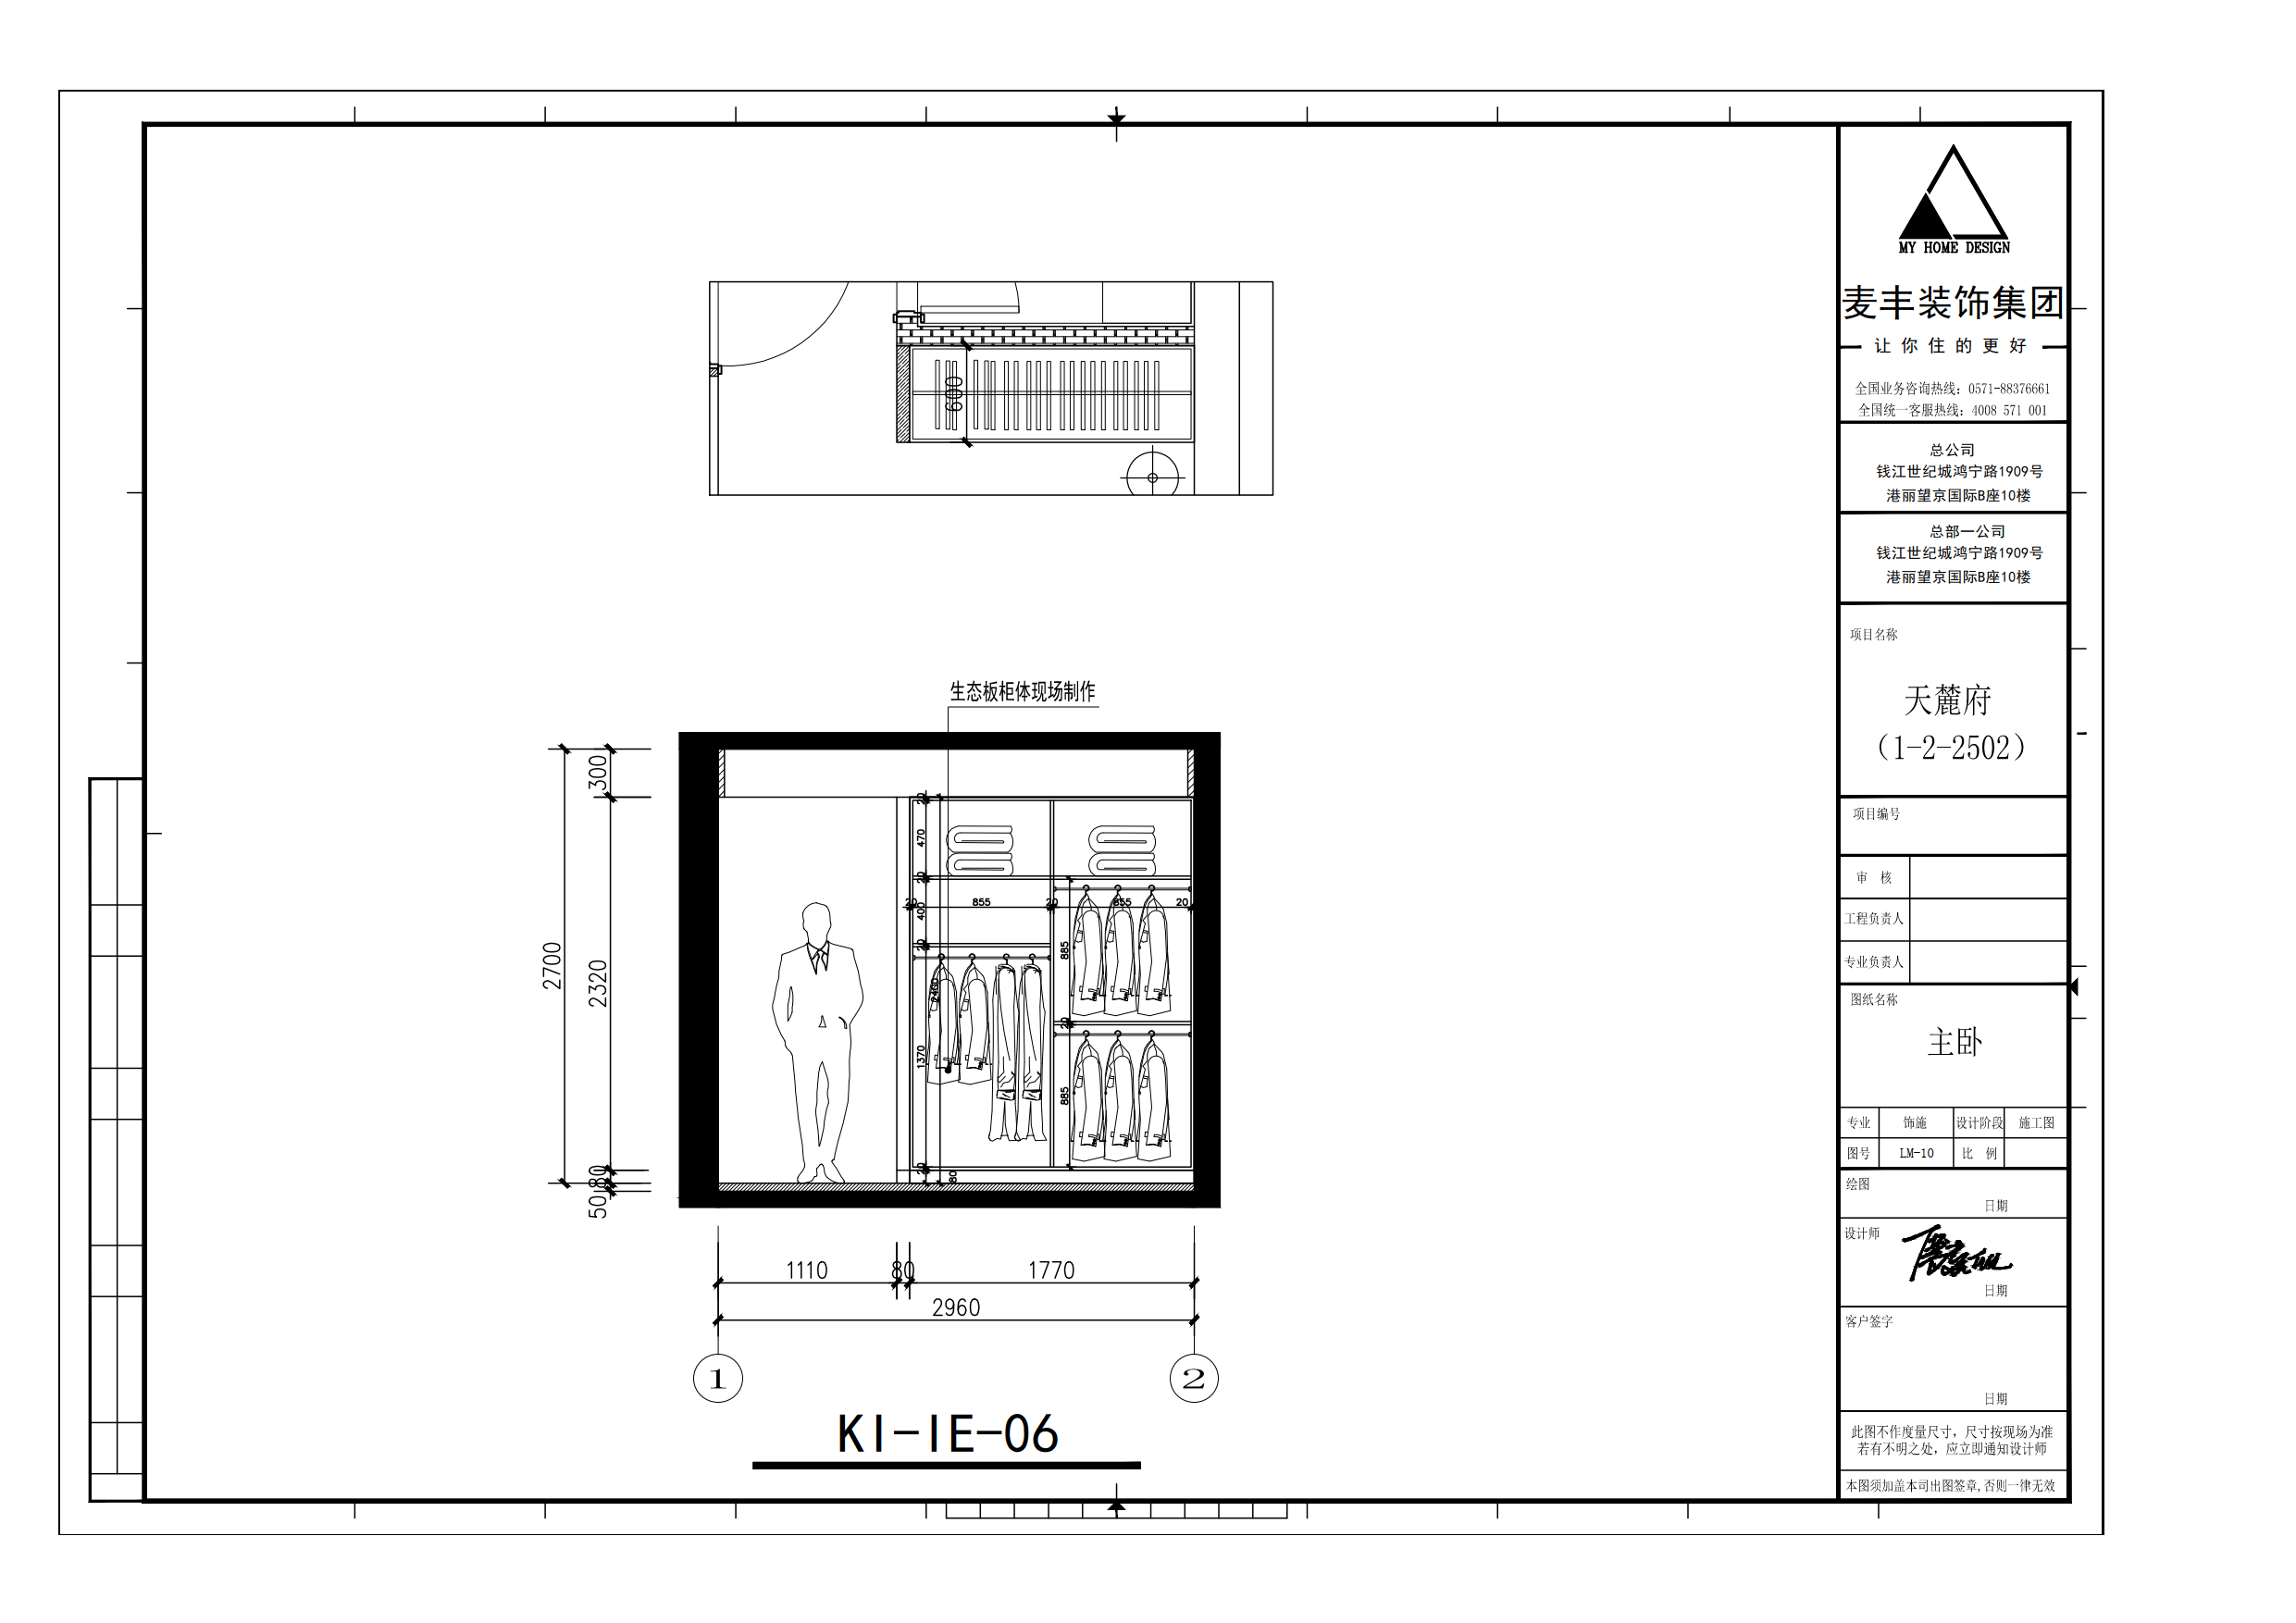 600
生态板柜体现场制作
300
2700
2320
80
50
20
470
20
400
20
2400
1370
20
80
20
855
20
855
20
885
20
885
1110
80
1770
2960
1
2
KI-IE-06
MY HOME DESIGN
麦丰装饰集团
让你住的更好
全国业务咨询热线：0571-88376661
全国统一客服热线：4008 571 001
总公司
钱江世纪城鸿宁路1909号
港丽望京国际B座10楼
总部一公司
钱江世纪城鸿宁路1909号
港丽望京国际B座10楼
项目名称
天麓府
（1-2-2502）
项目编号
审 核
工程负责人
专业负责人
图纸名称
主卧
专业 饰施 设计阶段 施工图
图号 LM-10 比 例
绘图
日期
设计师
日期
客户签字
日期
此图不作度量尺寸，尺寸按现场为准
若有不明之处，应立即通知设计师
本图须加盖本司出图签章,否则一律无效